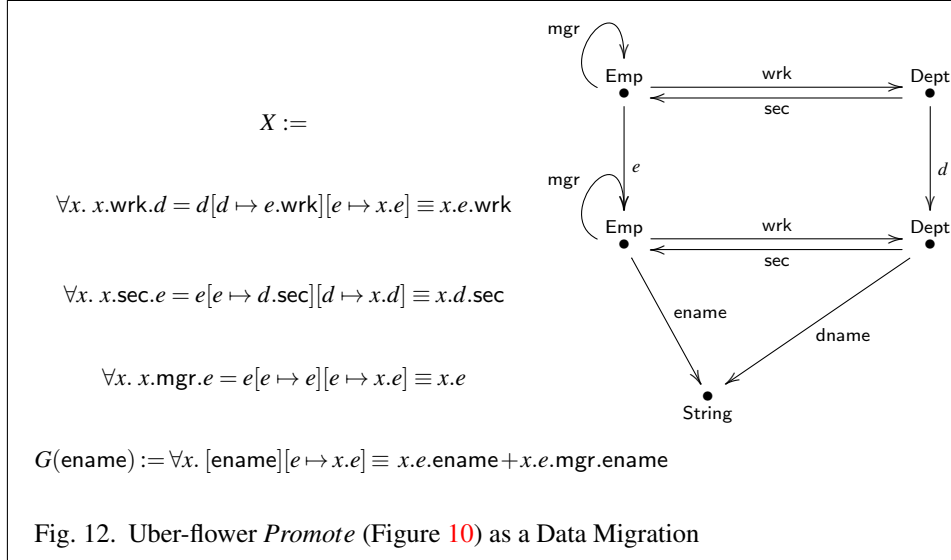 X :=
∀x. x.wrk.d = d[d ↦ e.wrk][e ↦ x.e] ≡ x.e.wrk
∀x. x.sec.e = e[e ↦ d.sec][d ↦ x.d] ≡ x.d.sec
∀x. x.mgr.e = e[e ↦ e][e ↦ x.e] ≡ x.e
G(ename) := ∀x. [ename][e ↦ x.e] ≡ x.e.ename+x.e.mgr.ename
mgr
Emp
wrk
Dept
sec
e
d
mgr
Emp
wrk
Dept
sec
ename
dname
String
Fig. 12. Uber-flower Promote (Figure 10) as a Data Migration